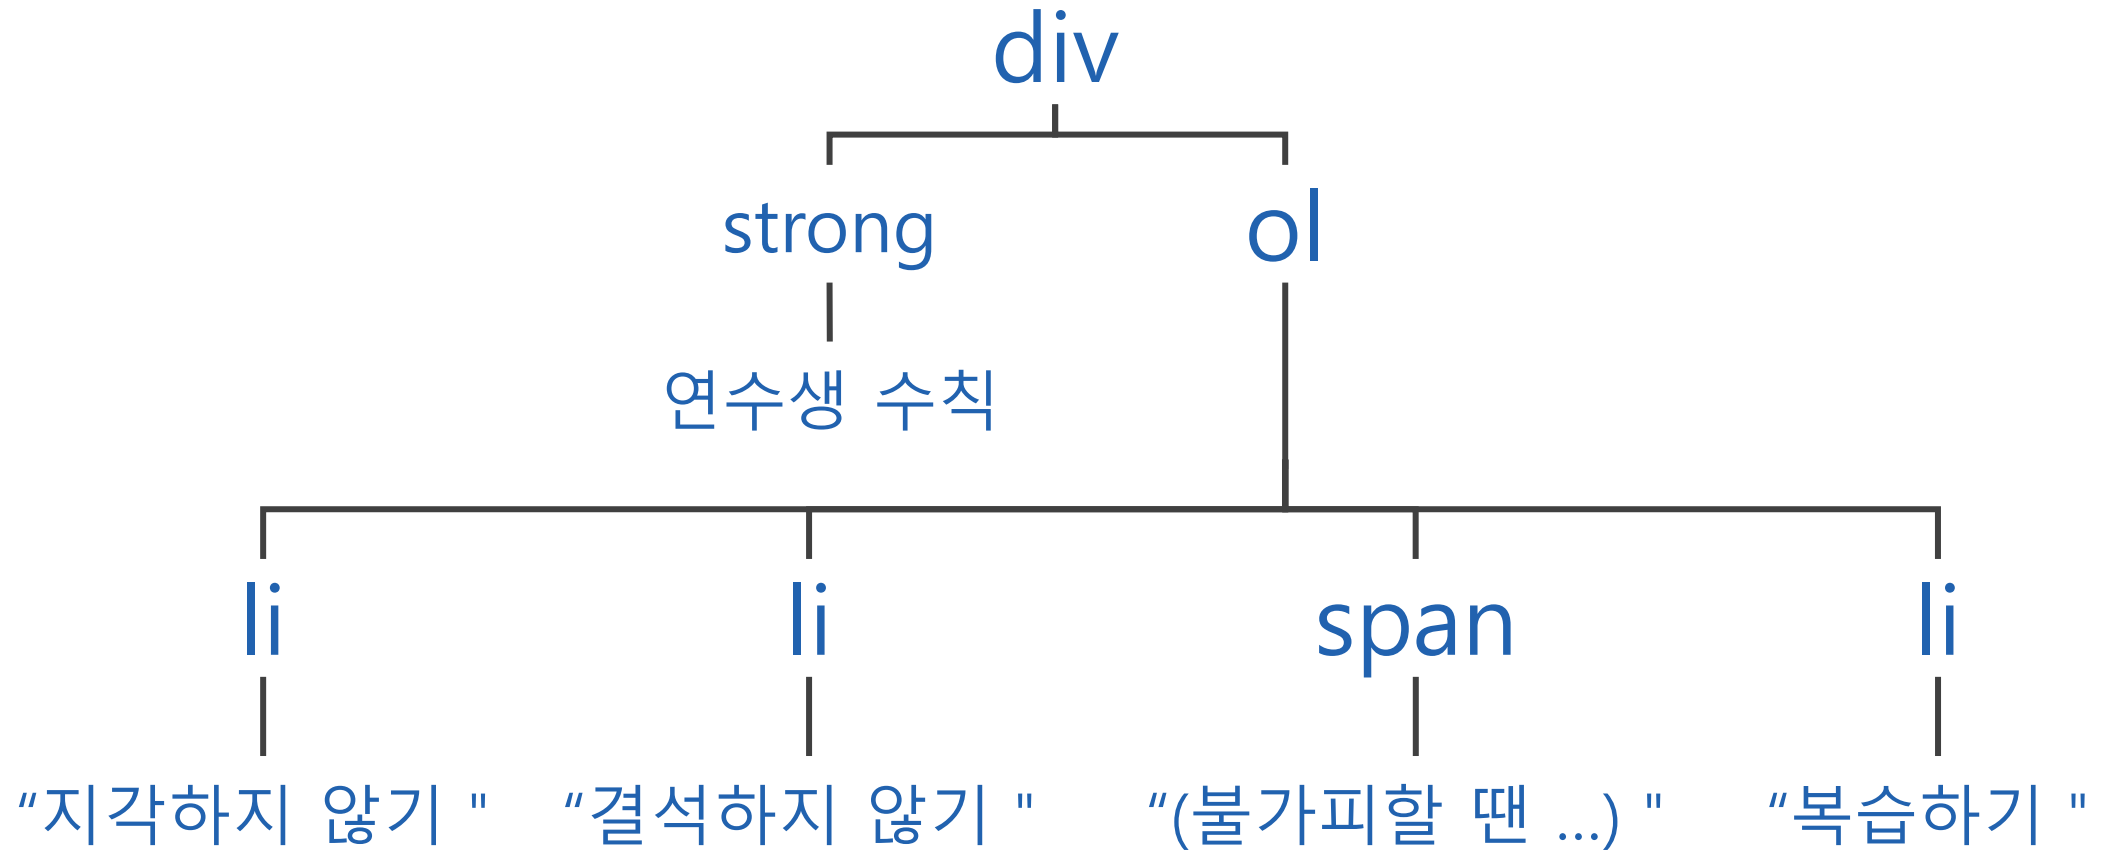 div
strong ol
연수생 수칙
li li span li
“지각하지 않기 " “결석하지 않기 " “(불가피할 땐 ...) " “복습하기 "